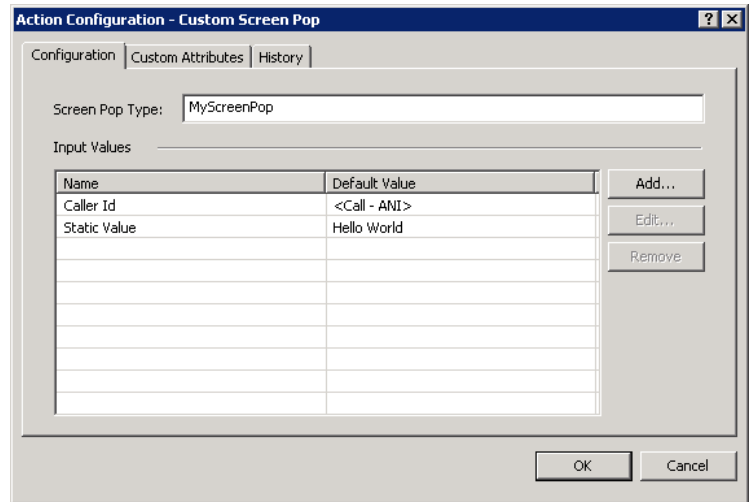 Action Configuration - Custom Screen Pop
Configuration Custom Attributes History
Screen Pop Type: MyScreenPop
Input Values
Name Default Value
Add...
Caller Id <Call - ANI>
Static Value Hello World
Edit...
Remove
OK Cancel